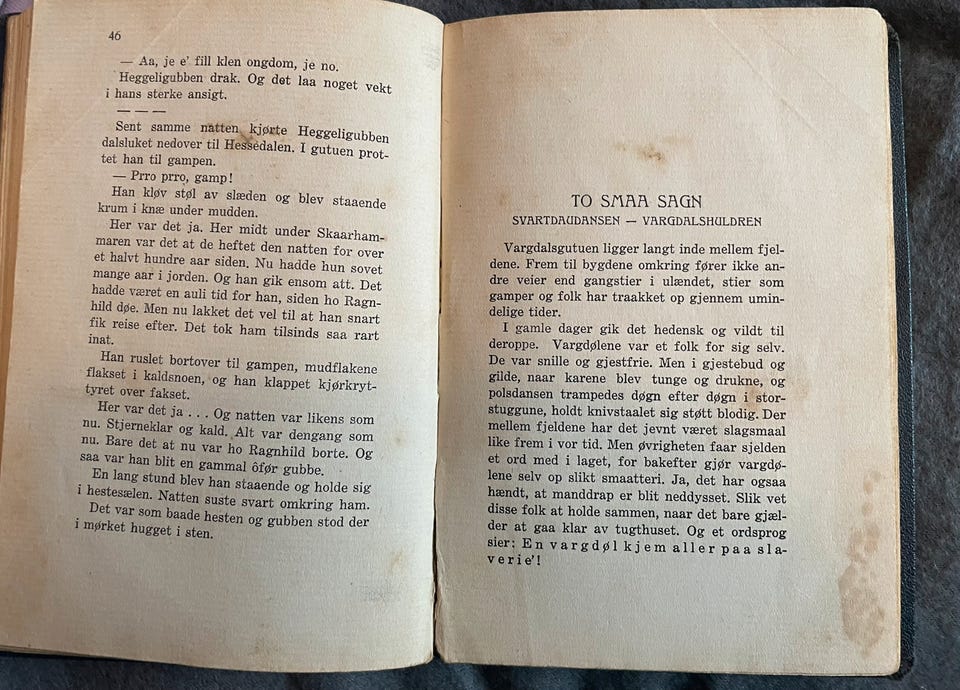 46
— Aa, je e' fill klen ongdom, je no.
Heggeligubben drak. Og det laa noget vekt
i hans sterke ansigt.
— — —
Sent samme natten kjørte Heggeligubben
dalsluket nedover til Hessedalen. I gutuen prot-
tet han til gampen.
— Prro prro, gamp!
Han kløv støl av slæden og blev staaende
krum i knæ under mudden.
Her var det ja. Her midt under Skaarham-
maren var det at de heftet den natten for over
et halvt hundre aar siden. Nu hadde hun sovet
mange aar i jorden. Og han gik ensom att. Det
hadde været en auli tid for han, siden ho Ragn-
hild døe. Men nu lakket det vel til at han snart
fik reise efter. Det tok ham tilsinds saa rart
inat.
Han ruslet bortover til gampen, mudflakene
flakset i kaldsnoen, og han klappet kjørkryt-
tyret over fakset.
Her var det ja . . . Og natten var likens som
nu. Stjerneklar og kald. Alt var dengang som
nu. Bare det at nu var ho Ragnhild borte. Og
saa var han blit en gammal ôfør gubbe.
En lang stund blev han staaende og holde sig
i hestesælen. Natten suste svart omkring ham.
Det var som baade hesten og gubben stod der
i mørket hugget i sten.
TO SMAA SAGN
SVARTDAUDANSEN — VARGDALSHULDREN
Vargdalsgutuen ligger langt inde mellem fjel-
dene. Frem til bygdene omkring fører ikke an-
dre veier end gangstier i ulændet, stier som
gamper og folk har traakket op gjennem umin-
delige tider.
I gamle dager gik det hedensk og vildt til
deroppe. Vargdølene var et folk for sig selv.
De var snille og gjestfrie. Men i gjestebud og
gilde, naar karene blev tunge og drukne, og
polsdansen trampedes døgn efter døgn i stor-
stuggune, holdt knivstaalet sig støtt blodig. Der
mellem fjeldene har det jevnt været slagsmaal
like frem i vor tid. Men øvrigheten faar sjelden
et ord med i laget, for bakefter gjør vargdø-
lene selv op slikt smaatteri. Ja, det har ogsaa
hændt, at manddrap er blit neddysset. Slik vet
disse folk at holde sammen, naar det bare gjæl-
der at gaa klar av tugthuset. Og et ordsprog
sier: En vargdøl kjem aller paa sla-
verie'!